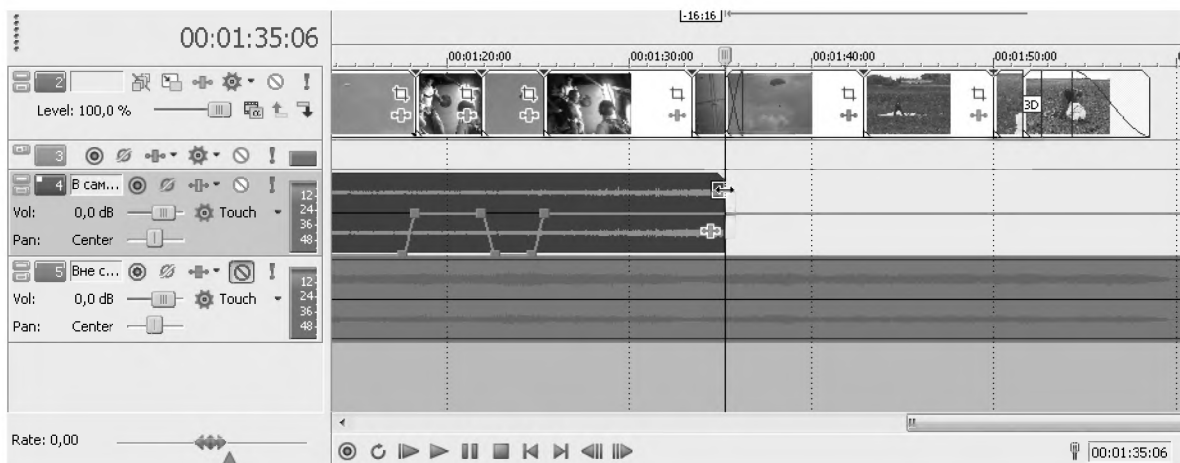 -16:16
00:01:35:06
00:01:20:00 00:01:30:00 00:01:40:00 00:01:50:00
2
Level: 100,0 %
3D
3
4 В сам...
12
Vol: 0,0 dB Touch 24
36
Pan: Center 48
5 Вне с...
12
Vol: 0,0 dB Touch 24
36
Pan: Center 48
Rate: 0,00
00:01:35:06